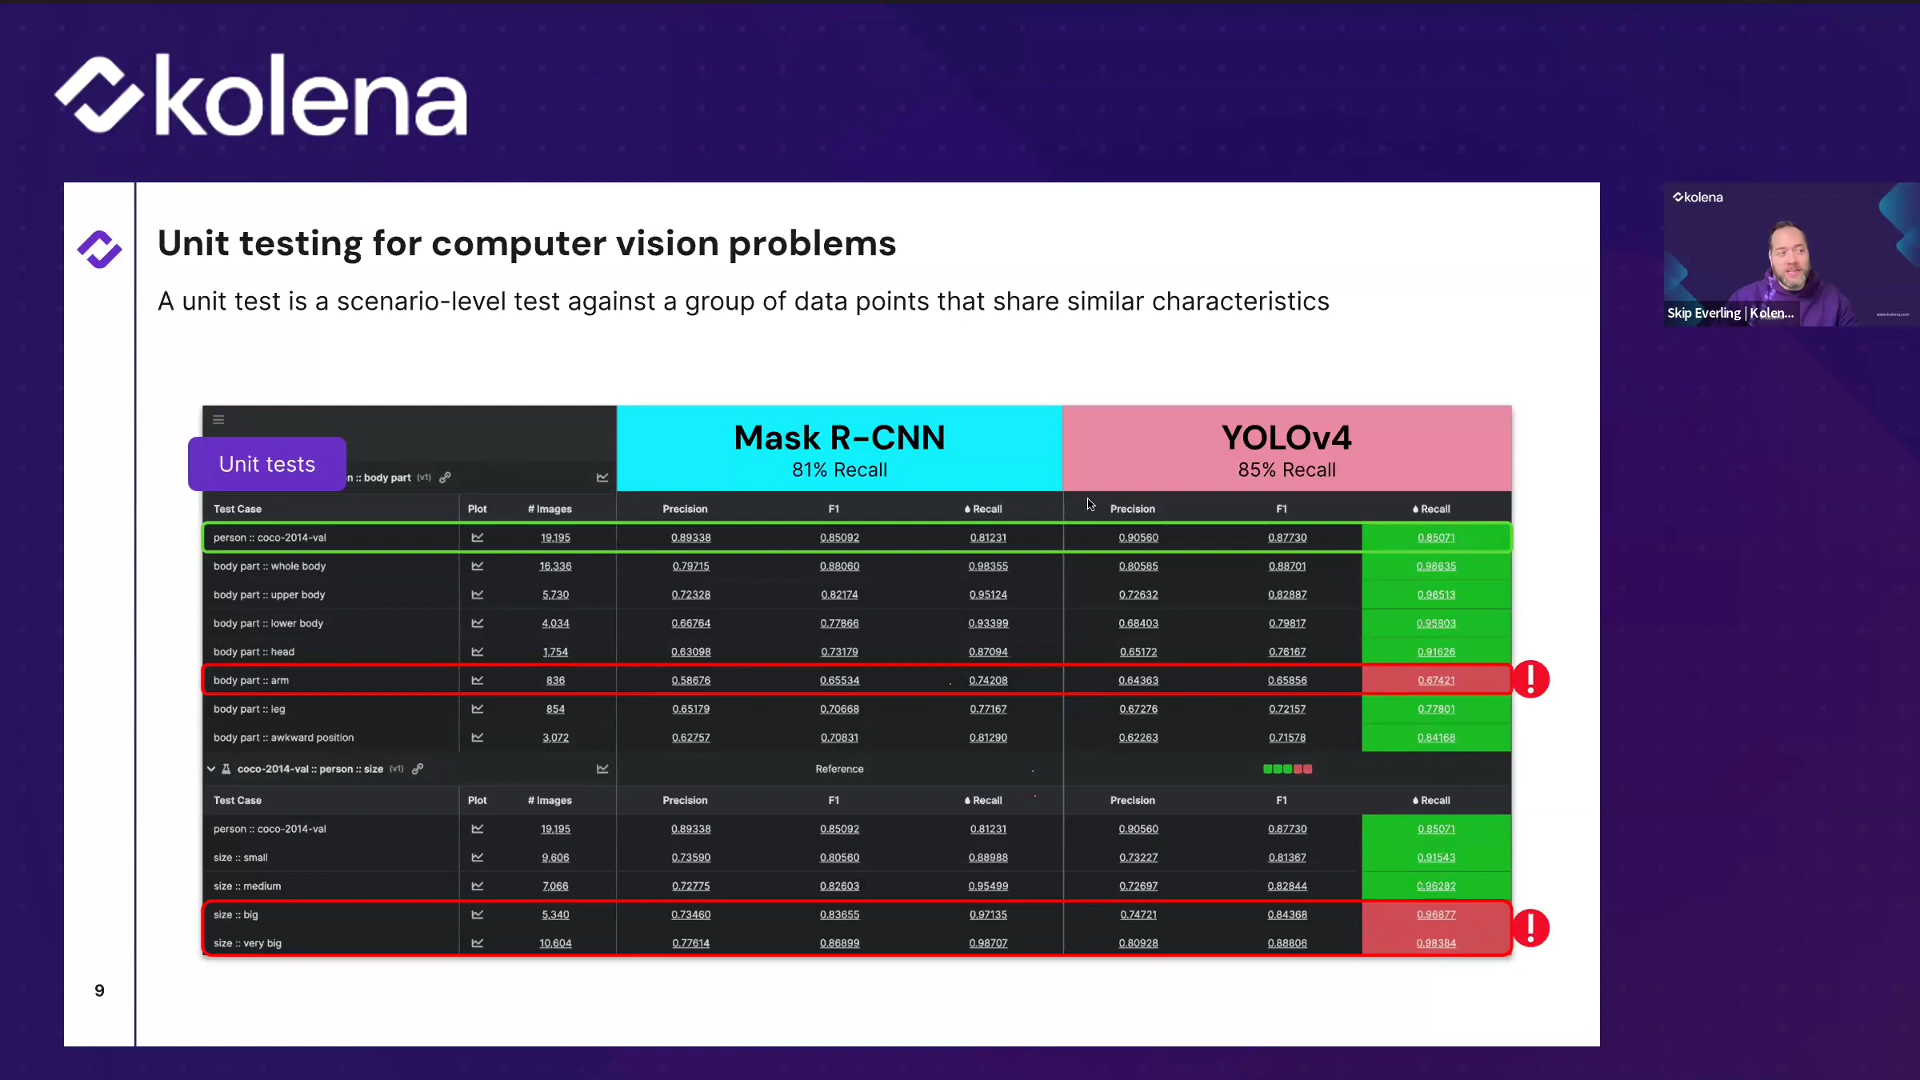 kolena
Unit testing for computer vision problems
A unit test is a scenario-level test against a group of data points that share similar characteristics
kolena
Skip Everling | Kolen...
Mask R-CNN
81% Recall
YOLOv4
85% Recall
Unit tests
n :: body part (v1)
Test Case Plot # Images Precision F1 Recall Precision F1 Recall
person :: coco-2014-val 19,195 0.89338 0.85092 0.81231 0.90560 0.87730 0.85071
body part :: whole body 16,336 0.79715 0.88060 0.98355 0.80585 0.88701 0.98635
body part :: upper body 5,730 0.72328 0.82174 0.95124 0.72632 0.82887 0.96513
body part :: lower body 4,034 0.66764 0.77866 0.93399 0.68403 0.79817 0.95803
body part :: head 1,754 0.63098 0.73179 0.87094 0.65172 0.76167 0.91626
body part :: arm 836 0.58676 0.65534 0.74208 0.64363 0.65856 0.67421
body part :: leg 854 0.65179 0.70668 0.77167 0.67276 0.72157 0.77801
body part :: awkward position 3,072 0.62757 0.70831 0.81290 0.62263 0.71578 0.84168
coco-2014-val :: person :: size (v1) Reference
Test Case Plot # Images Precision F1 Recall Precision F1 Recall
person :: coco-2014-val 19,195 0.89338 0.85092 0.81231 0.90560 0.87730 0.85071
size :: small 9,606 0.73590 0.80560 0.88988 0.73227 0.81367 0.91543
size :: medium 7,066 0.72775 0.82603 0.95499 0.72697 0.82844 0.96282
size :: big 5,340 0.73460 0.83655 0.97135 0.74721 0.84368 0.96877
size :: very big 10,604 0.77614 0.86899 0.98707 0.80928 0.88806 0.98384
!
!
9